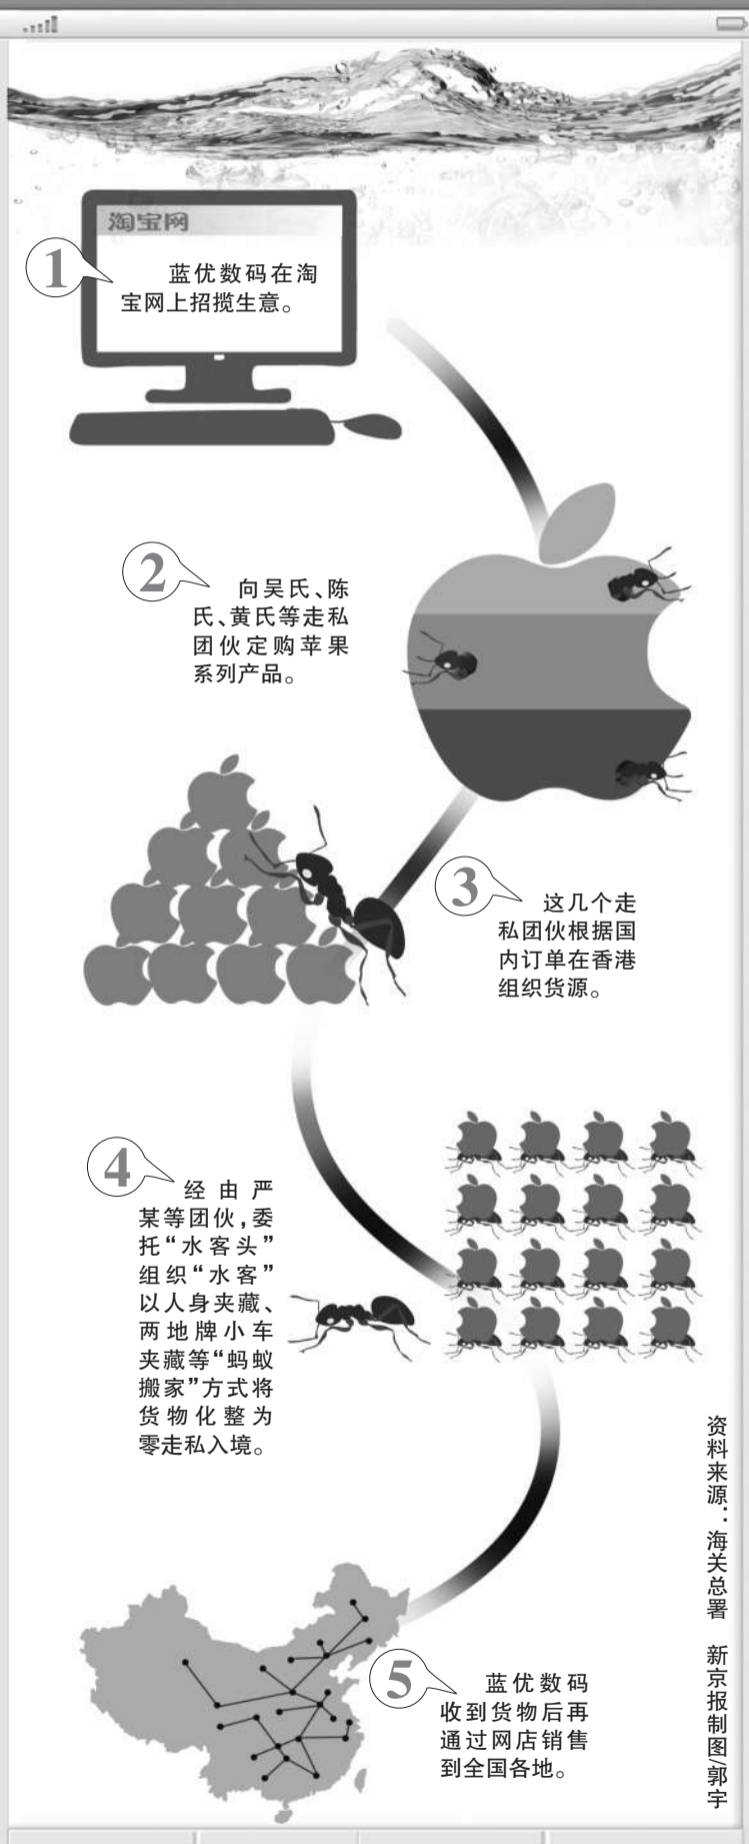 淘宝网
1
蓝优数码在淘
宝网上招揽生意。
2
向吴氏、陈
氏、黄氏等走私
团伙定购苹果
系列产品。
3
这几个走
私团伙根据国
内订单在香港
组织货源。
4
经由严
某等团伙,委
托“水客头”
组织“水客”
以人身夹藏、
两地牌小车
夹藏等“蚂蚁
搬家”方式将
货物化整为
零走私入境。
5
蓝优数码
收到货物后再
通过网店销售
到全国各地。
资料来源：海关总署 新京报制图/郭宇